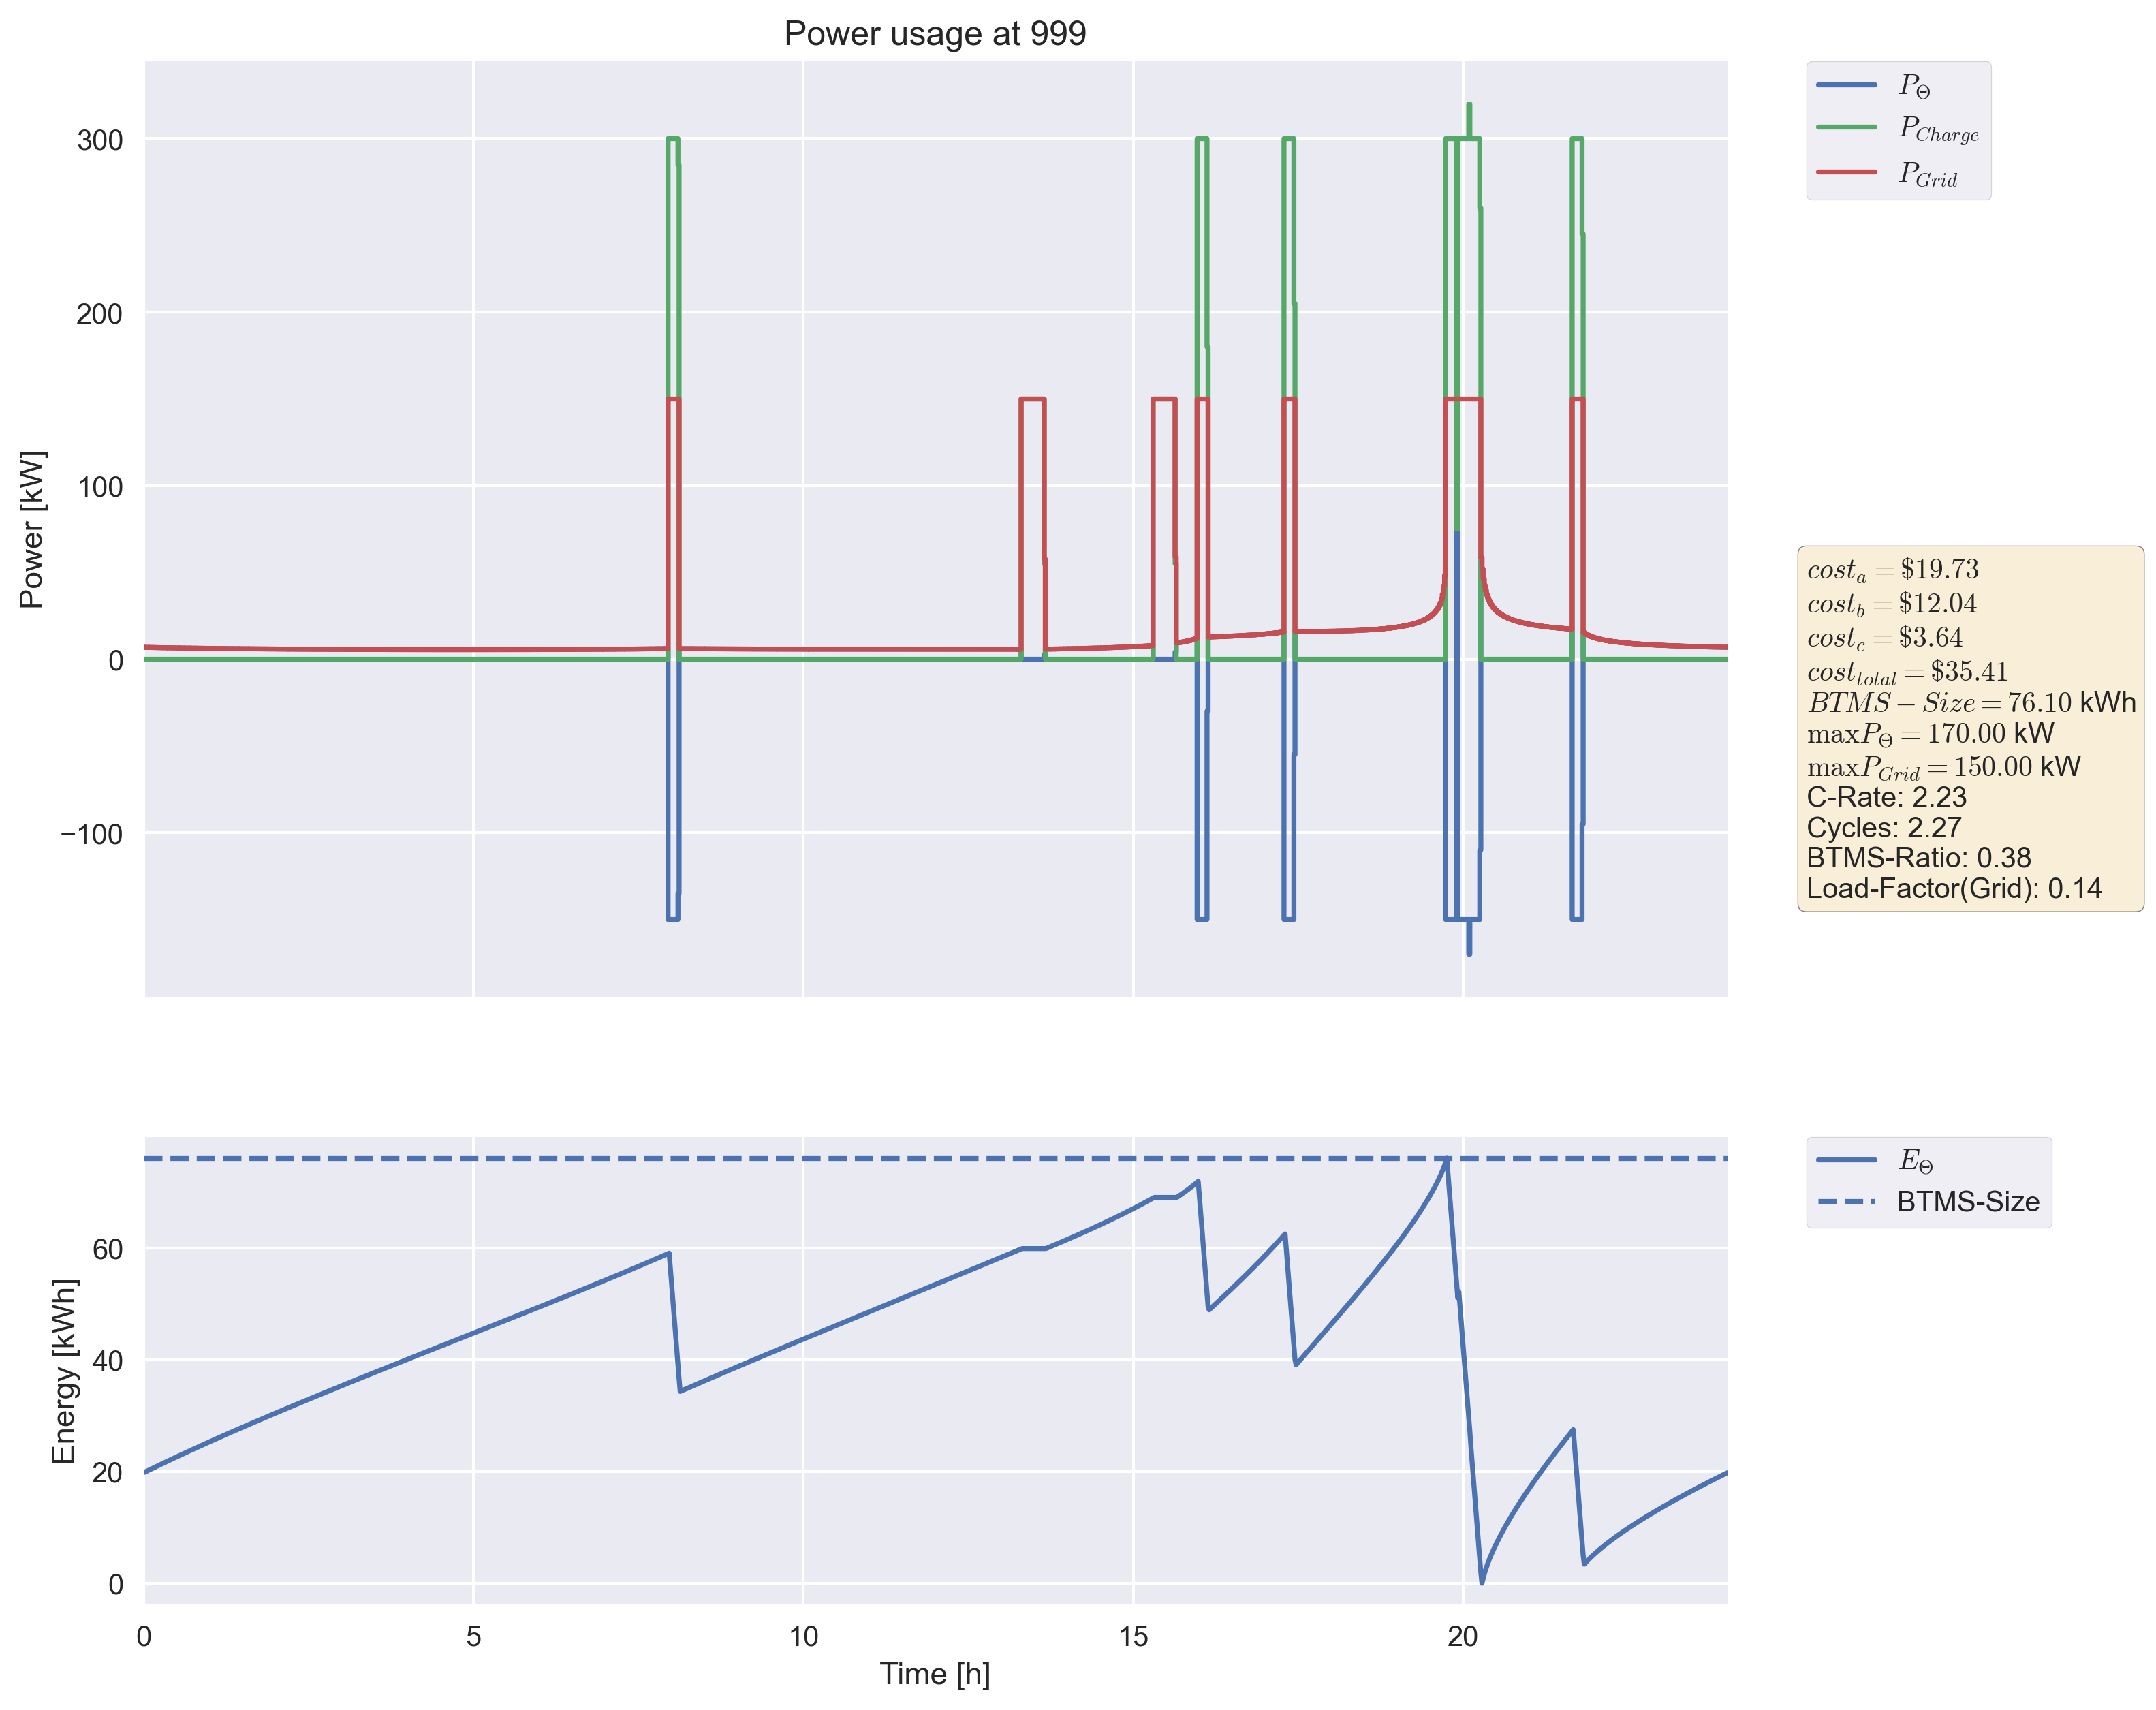 Power usage at 999
300
200
100
0
−100
Power [kW]
P_Θ
P_Charge
P_Grid
cost_a = $19.73
cost_b = $12.04
cost_c = $3.64
cost_total = $35.41
BTMS − Size = 76.10 kWh
max P_Θ = 170.00 kW
max P_Grid = 150.00 kW
C-Rate: 2.23
Cycles: 2.27
BTMS-Ratio: 0.38
Load-Factor(Grid): 0.14
60
40
20
0
Energy [kWh]
E_Θ
BTMS-Size
0 5 10 15 20
Time [h]